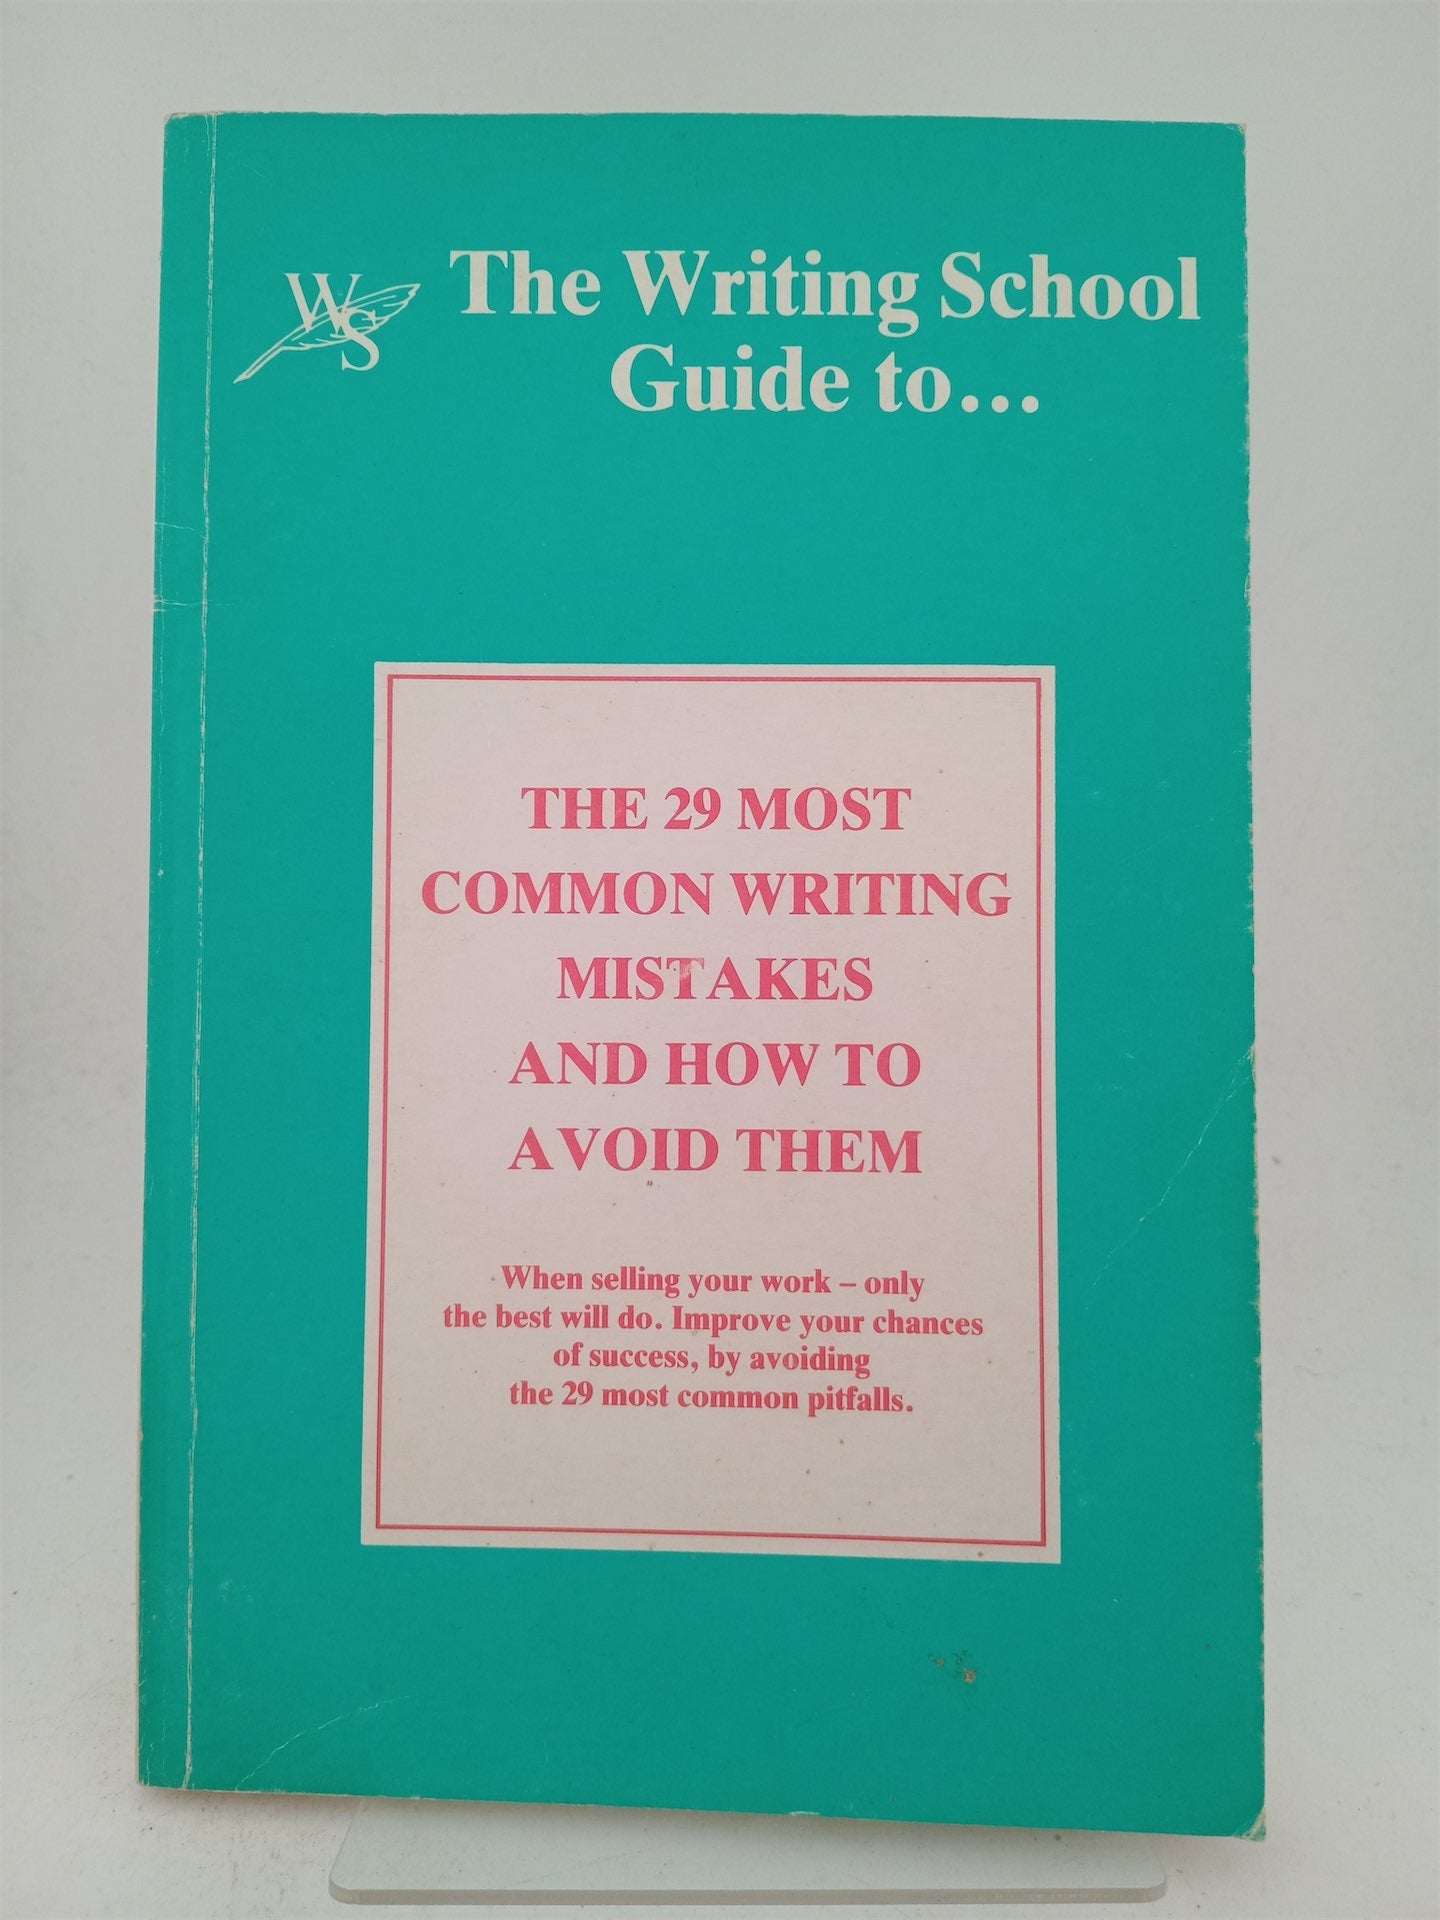 WS
The Writing School
Guide to...
THE 29 MOST
COMMON WRITING
MISTAKES
AND HOW TO
AVOID THEM
When selling your work – only
the best will do. Improve your chances
of success, by avoiding
the 29 most common pitfalls.